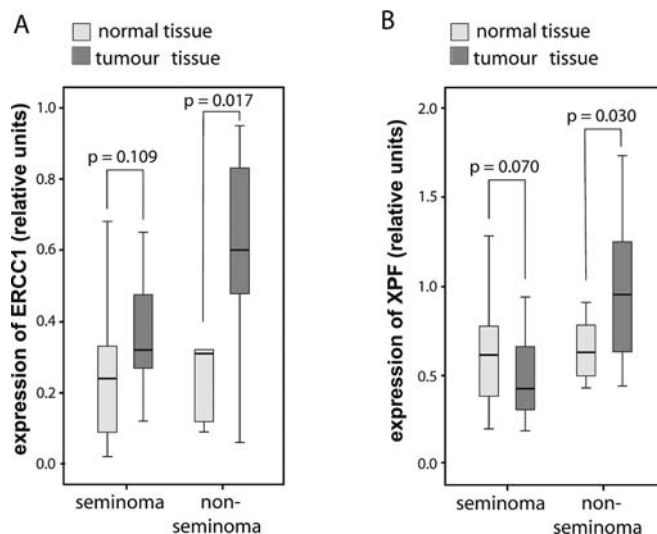 A
normal tissue
tumour tissue
expression of ERCC1 (relative units)
1.0
0.8
0.6
0.4
0.2
0.0
p = 0.109
p = 0.017
seminoma
non-
seminoma
B
normal tissue
tumour tissue
expression of XPF (relative units)
2.0
1.5
1.0
0.5
0.0
p = 0.070
p = 0.030
seminoma
non-
seminoma